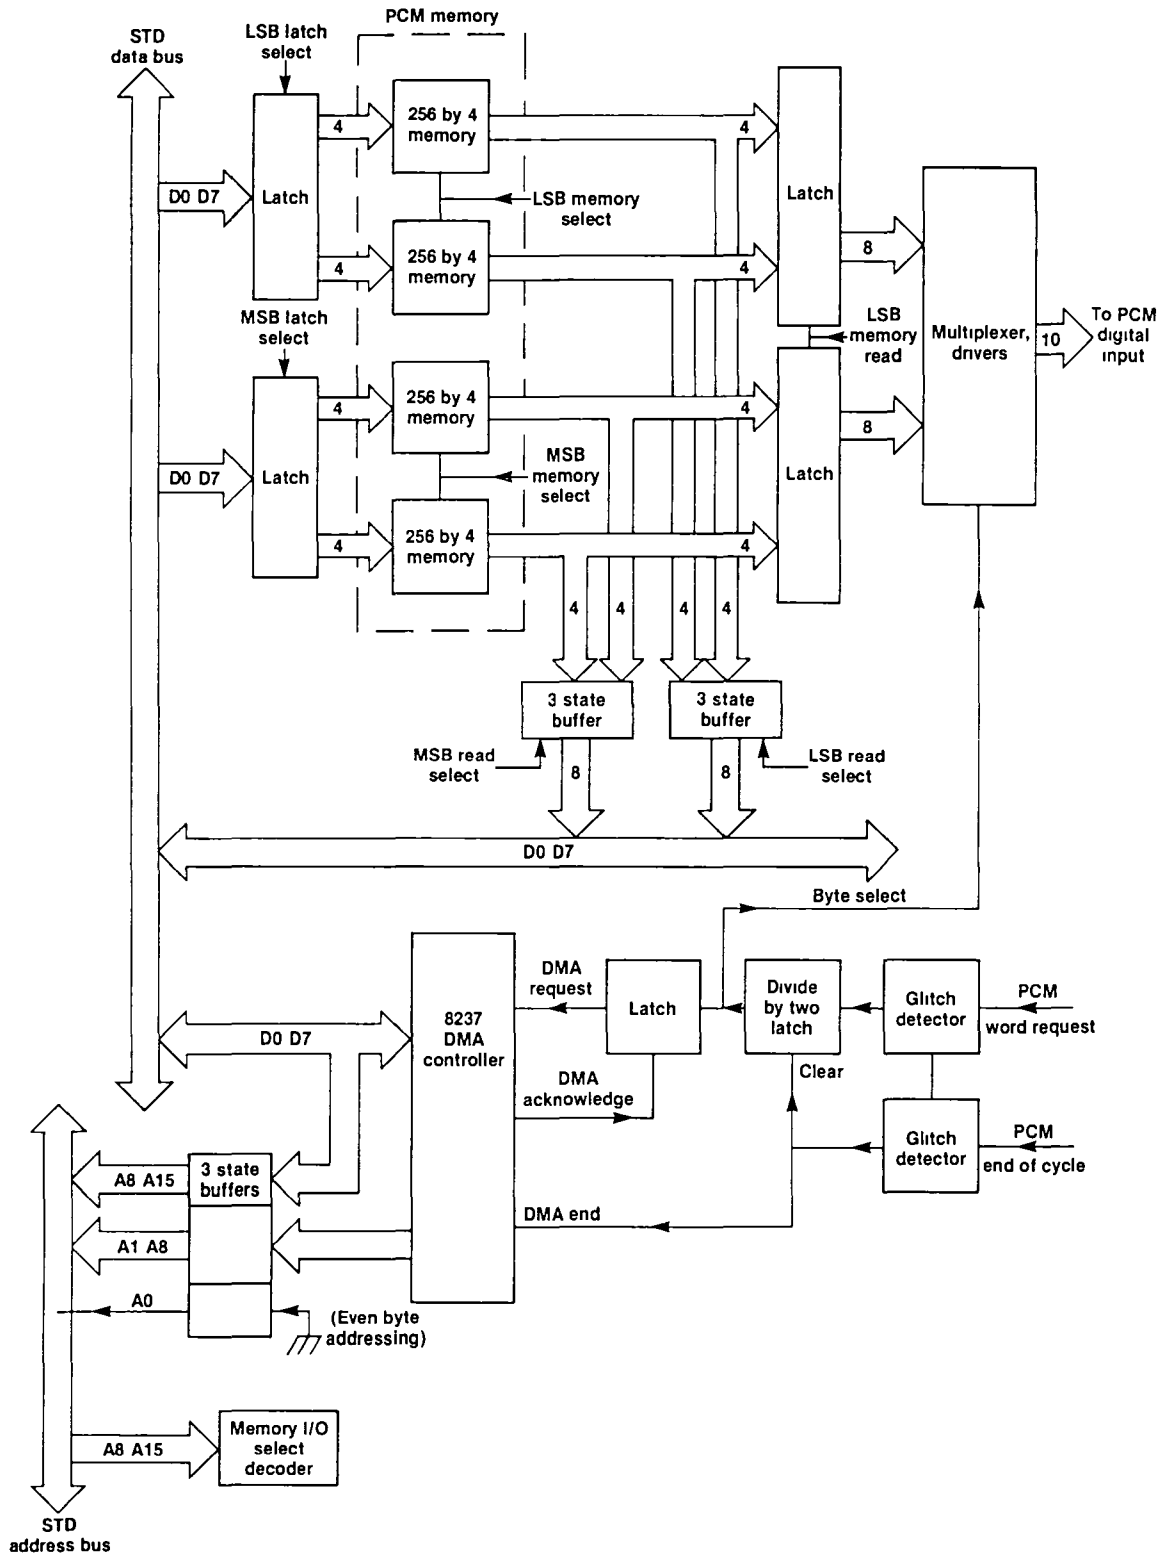 PCM memory
STD
data bus
LSB latch
select
4
256 by 4
memory
4
D0 D7
Latch
LSB memory
select
Latch
4
256 by 4
memory
4
8
MSB latch
select
LSB
memory
read
Multiplexer,
drivers
10
To PCM
digital
input
4
256 by 4
memory
4
8
D0 D7
Latch
MSB
memory
select
Latch
4
256 by 4
memory
4
4
4
4
4
3 state
buffer
3 state
buffer
MSB read
select
8
8
LSB read
select
D0 D7
Byte select
DMA
request
Latch
Divide
by two
latch
Glitch
detector
PCM
word request
D0 D7
8237
DMA
controller
DMA
acknowledge
Clear
Glitch
detector
PCM
end of cycle
A8 A15
3 state
buffers
DMA end
A1 A8
A0
(Even byte
addressing)
A8 A15
Memory I/O
select
decoder
STD
address bus